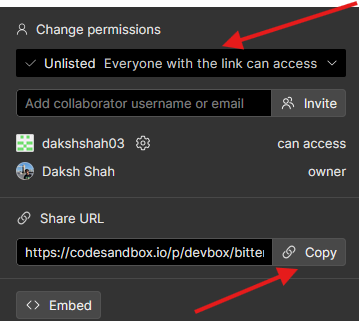 Change permissions
Unlisted Everyone with the link can access
Add collaborator username or email Invite
dakshshah03 can access
Daksh Shah owner
Share URL
https://codesandbox.io/p/devbox/bitter Copy
<> Embed